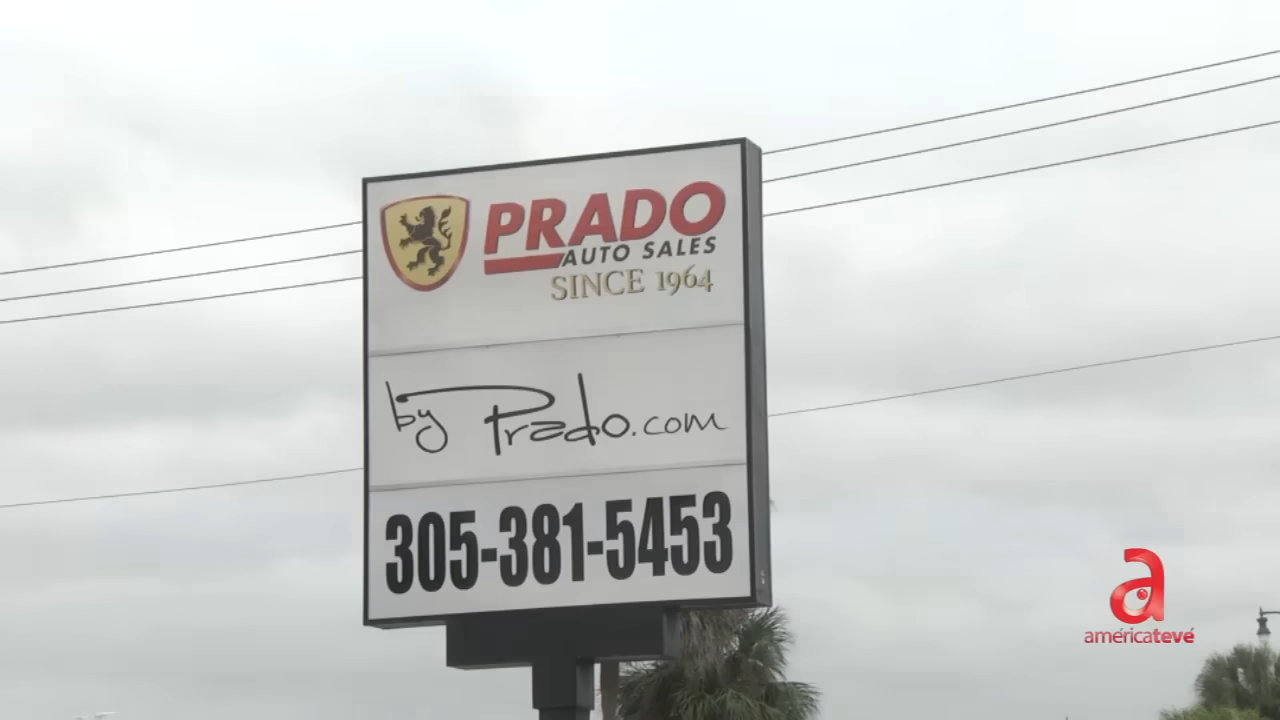 PRADO
AUTO SALES
SINCE 1964
by Prado.com
305-381-5453
américatevé